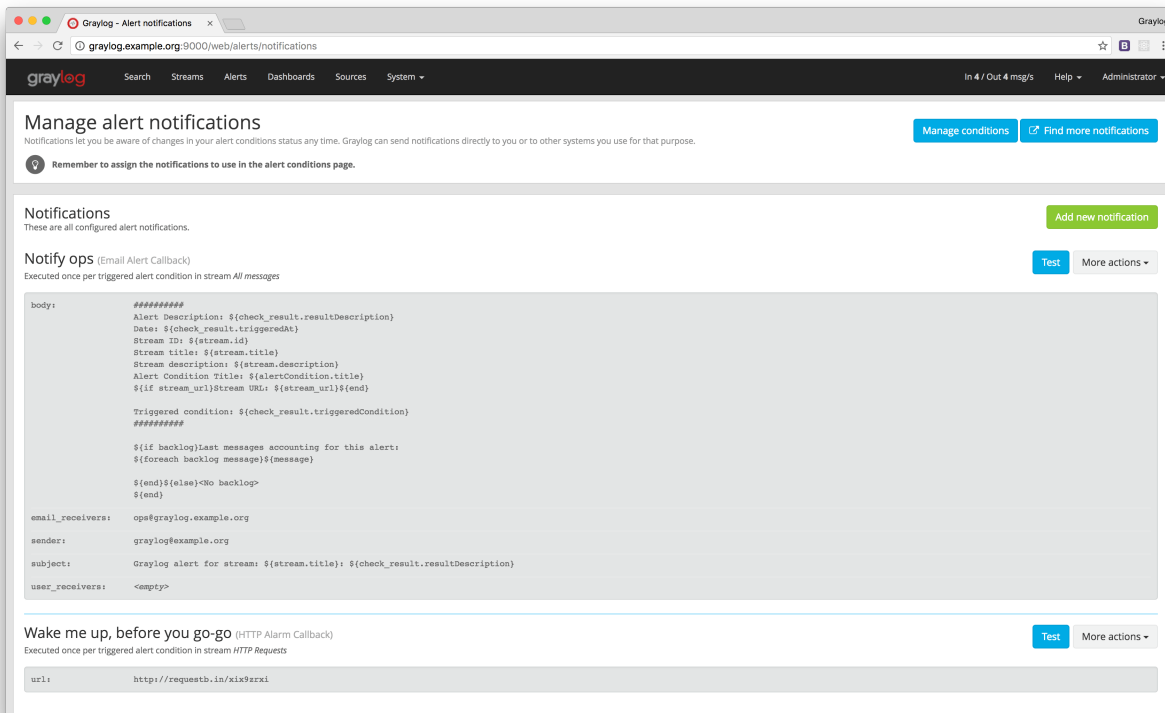 Graylog - Alert notifications ×
Graylog
graylog.example.org:9000/web/alerts/notifications
B
graylog Search Streams Alerts Dashboards Sources System In 4 / Out 4 msg/s Help Administrator
Manage alert notifications
Notifications let you be aware of changes in your alert conditions status any time. Graylog can send notifications directly to you or to other systems you use for that purpose.
Manage conditions Find more notifications
Remember to assign the notifications to use in the alert conditions page.
Notifications
These are all configured alert notifications.
Add new notification
Notify ops (Email Alert Callback)
Executed once per triggered alert condition in stream All messages
Test More actions
body: ##########
Alert Description: ${check_result.resultDescription}
Date: ${check_result.triggeredAt}
Stream ID: ${stream.id}
Stream title: ${stream.title}
Stream description: ${stream.description}
Alert Condition Title: ${alertCondition.title}
${if stream_url}Stream URL: ${stream_url}${end}
Triggered condition: ${check_result.triggeredCondition}
##########
${if backlog}Last messages accounting for this alert:
${foreach backlog message}${message}
${end}${else}<No backlog>
${end}
email_receivers: ops@graylog.example.org
sender: graylog@example.org
subject: Graylog alert for stream: ${stream.title}: ${check_result.resultDescription}
user_receivers: <empty>
Wake me up, before you go-go (HTTP Alarm Callback)
Executed once per triggered alert condition in stream HTTP Requests
Test More actions
url: http://requestb.in/xix9zrxi